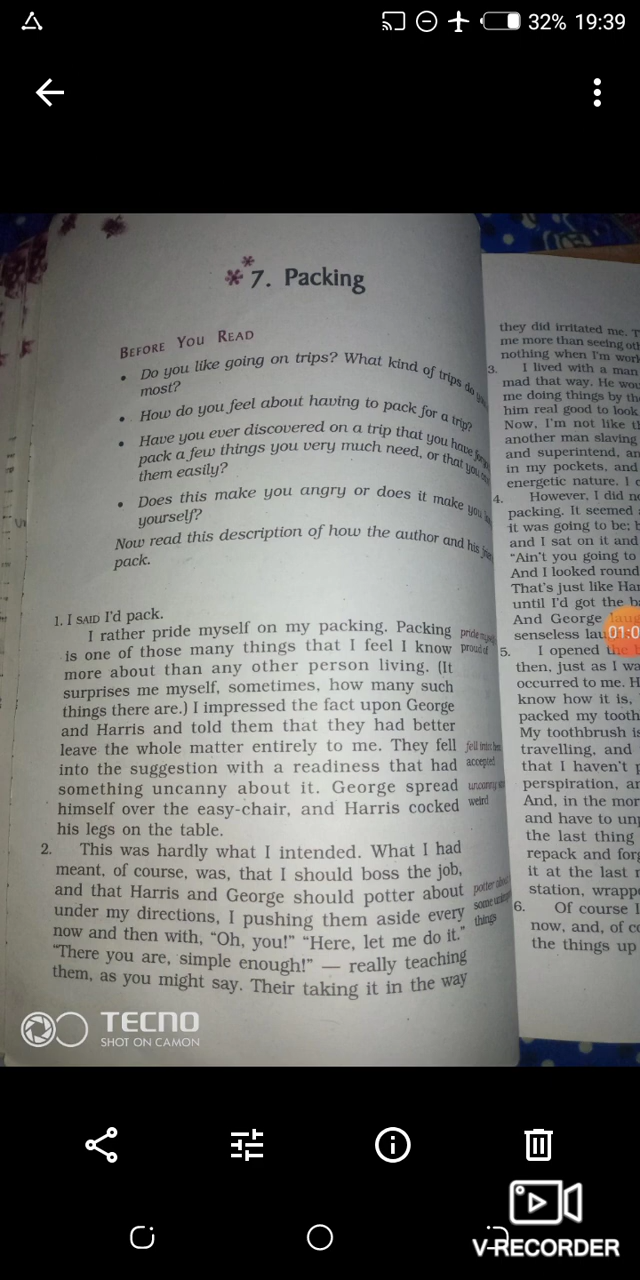 32% 19:39
7. Packing
BEFORE YOU READ
• Do you like going on trips? What kind of trips do you
most?
• How do you feel about having to pack for a trip?
• Have you ever discovered on a trip that you have
pack a few things you very much need, or that you
them easily?
• Does this make you angry or does it make you
yourself?
Now read this description of how the author and his
pack.
1. I SAID I'd pack.
I rather pride myself on my packing. Packing
is one of those many things that I feel I know
more about than any other person living. (It
surprises me myself, sometimes, how many such
things there are.) I impressed the fact upon George
and Harris and told them that they had better
leave the whole matter entirely to me. They fell
into the suggestion with a readiness that had
something uncanny about it. George spread
himself over the easy-chair, and Harris cocked
his legs on the table.
2. This was hardly what I intended. What I had
meant, of course, was, that I should boss the job,
and that Harris and George should potter about
under my directions, I pushing them aside every
now and then with, “Oh, you!” “Here, let me do it.”
“There you are, simple enough!” — really teaching
them, as you might say. Their taking it in the way
pride
proud of
fell into
accepted
uncanny
weird
potter about
some
things
they did irritated me. T
me more than seeing
nothing when I'm work
3. I lived with a man
mad that way. He wou
me doing things by th
him real good to look
Now, I'm not like th
another man slaving
and superintend, an
in my pockets, and
energetic nature. I c
4. However, I did no
packing. It seemed
it was going to be; b
and I sat on it and
“Ain't you going to
And I looked round
That's just like Har
until I'd got the b
And George laug
senseless lau
5. I opened the b
then, just as I wa
occurred to me. H
know how it is,
packed my tooth
My toothbrush is
travelling, and
that I haven't p
perspiration, an
And, in the mor
and have to unp
the last thing
repack and forg
it at the last
station, wrapp
6. Of course I
now, and, of co
the things up
01:0
TECNO
SHOT ON CAMON
V-RECORDER